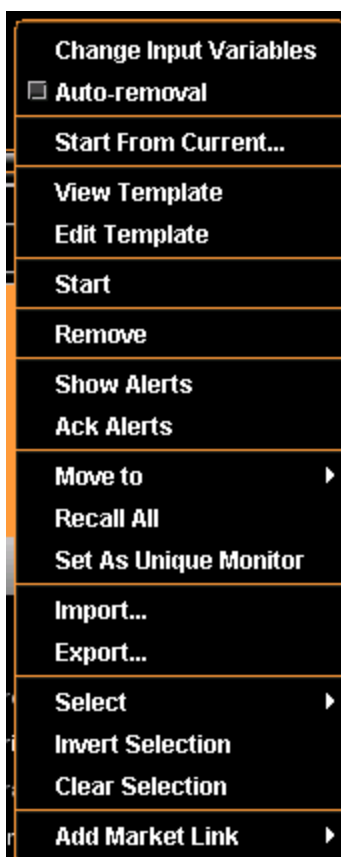 Change Input Variables
Auto-removal
Start From Current...
View Template
Edit Template
Start
Remove
Show Alerts
Ack Alerts
Move to
Recall All
Set As Unique Monitor
Import...
Export...
Select
Invert Selection
Clear Selection
Add Market Link